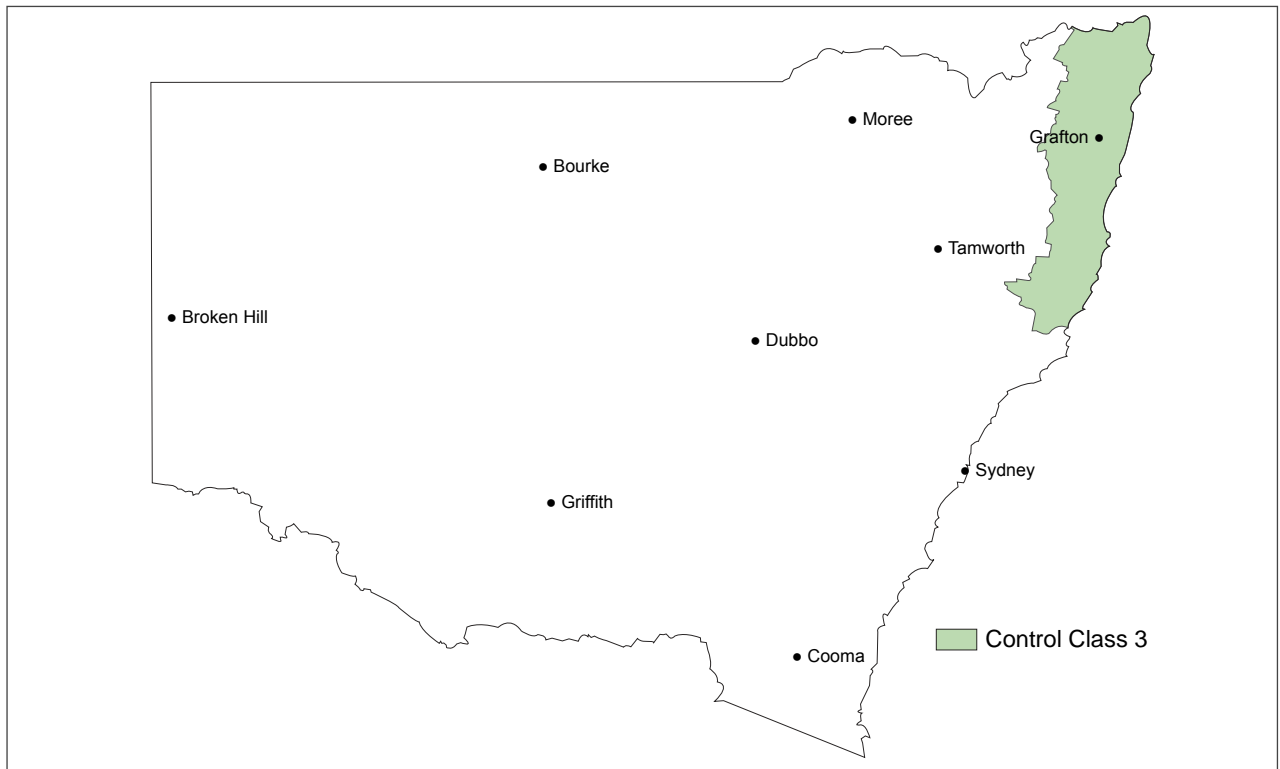 Moree
Grafton
Bourke
Tamworth
Broken Hill
Dubbo
Sydney
Griffith
Control Class 3
Cooma